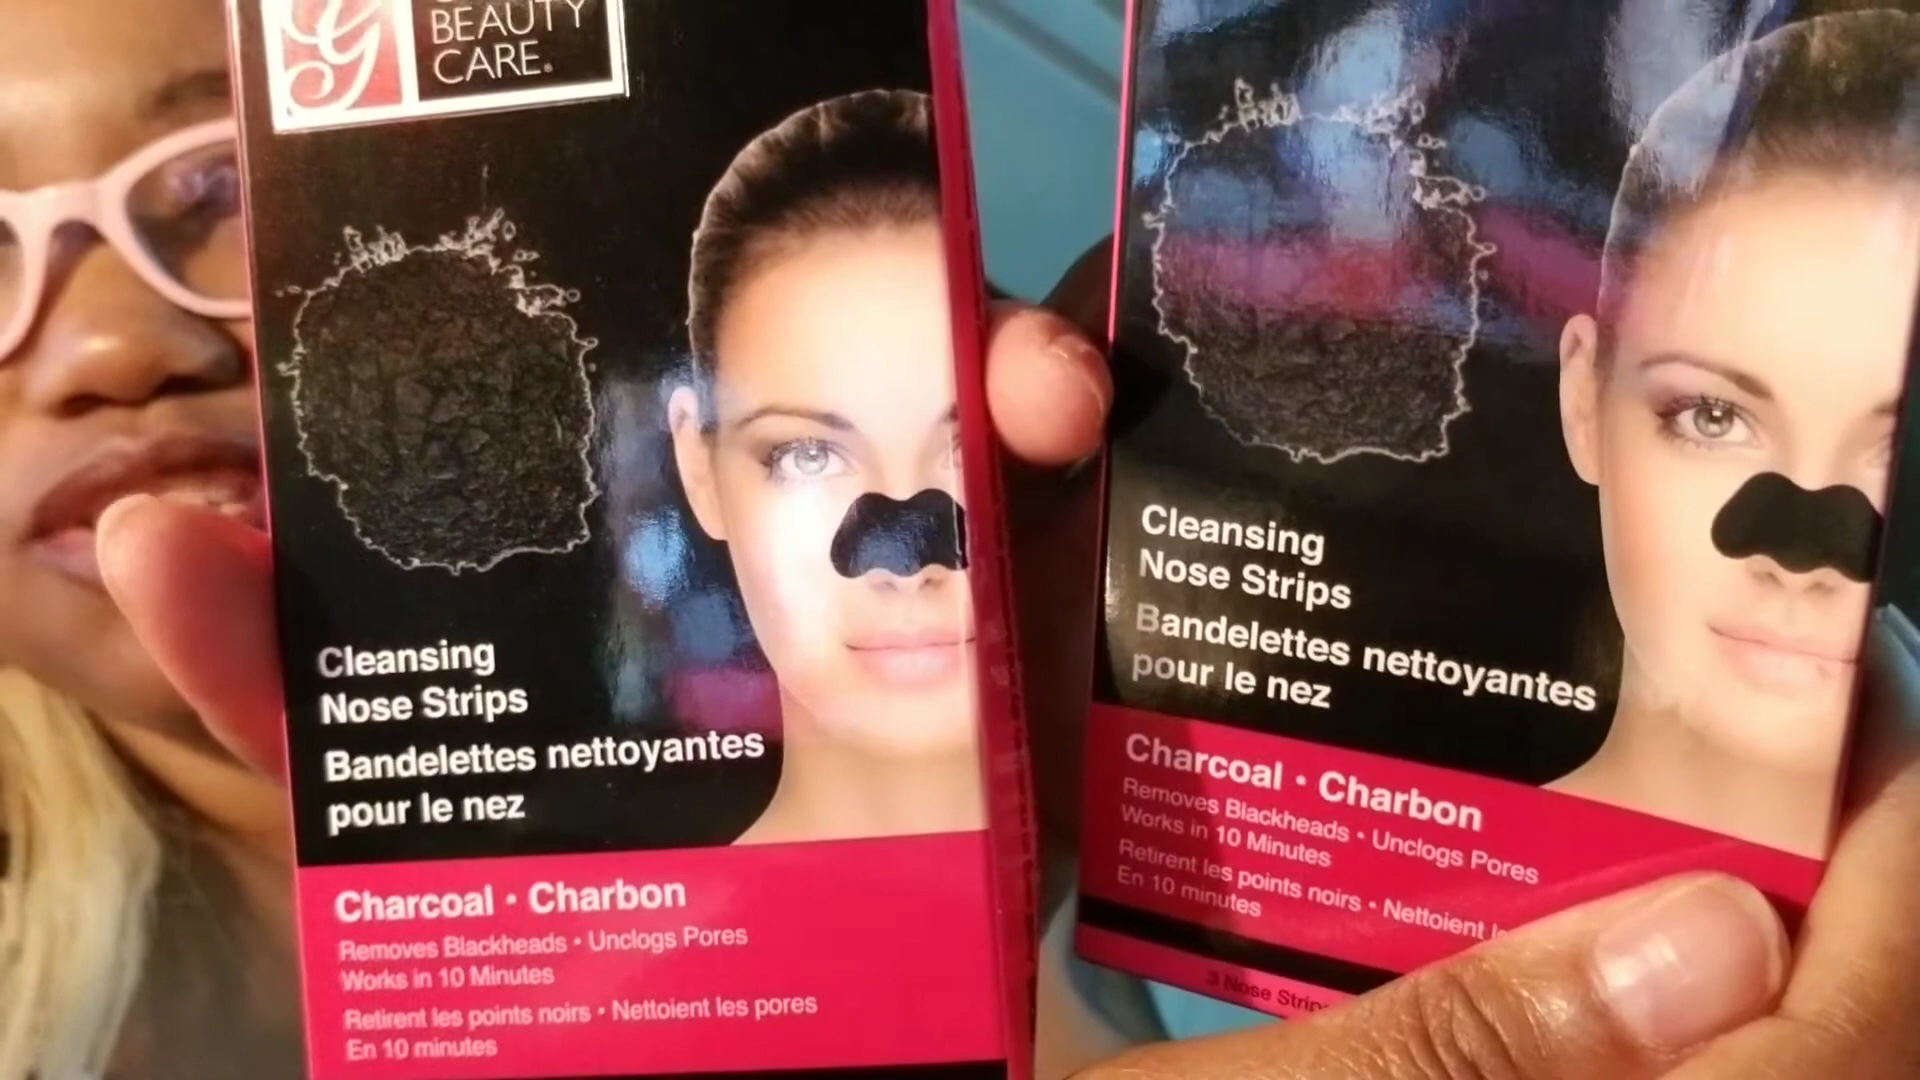 BEAUTY
CARE®
Cleansing
Nose Strips
Bandelettes nettoyantes
pour le nez
Charcoal • Charbon
Removes Blackheads • Unclogs Pores
Works in 10 Minutes
Retirent les points noirs • Nettoient les pores
En 10 minutes
Cleansing
Nose Strips
Bandelettes nettoyantes
pour le nez
Charcoal • Charbon
Removes Blackheads • Unclogs Pores
Works in 10 Minutes
Retirent les points noirs • Nettoient
En 10 minutes
3 Nose Strips